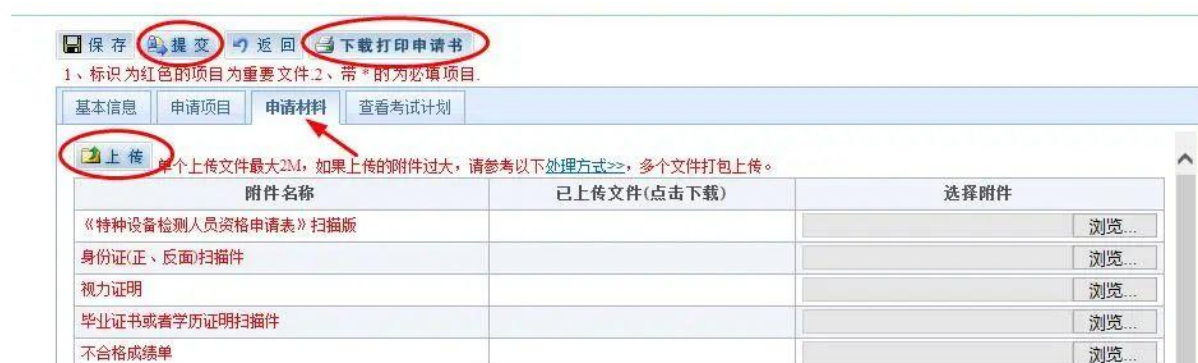 保存 提交 返回 下载打印申请书
1、标识为红色的项目为重要文件.2、带 * 的为必填项目.
基本信息 申请项目 申请材料 查看考试计划
上传 单个上传文件最大2M，如果上传的附件过大，请参考以下处理方式>>，多个文件打包上传。
附件名称 已上传文件(点击下载) 选择附件
《特种设备检测人员资格申请表》扫描版 浏览...
身份证(正、反面)扫描件 浏览...
视力证明 浏览...
毕业证书或者学历证明扫描件 浏览...
不合格成绩单 浏览...